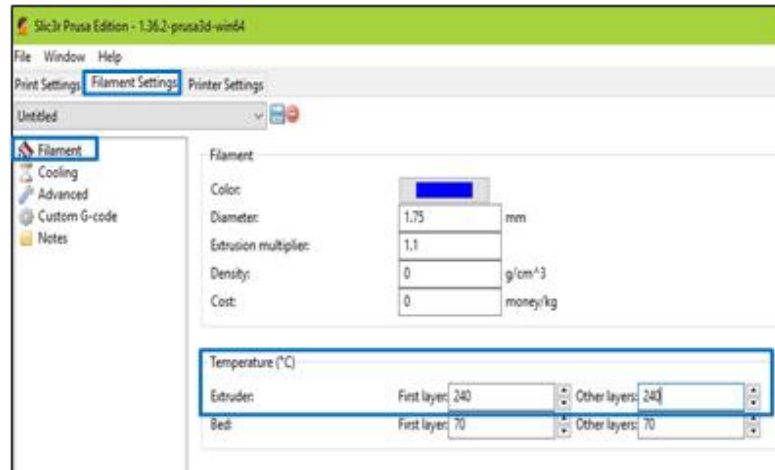 Slic3r Prusa Edition - 1.36.2-prusa3d-win64
File Window Help
Print Settings Filament Settings Printer Settings
Untitled
Filament
Cooling
Advanced
Custom G-code
Notes
Filament
Color:
Diameter: 1.75 mm
Extrusion multiplier: 1.1
Density: 0 g/cm^3
Cost: 0 money/kg
Temperature (°C)
Extruder: First layer: 240 Other layers: 240
Bed: First layer: 70 Other layers: 70